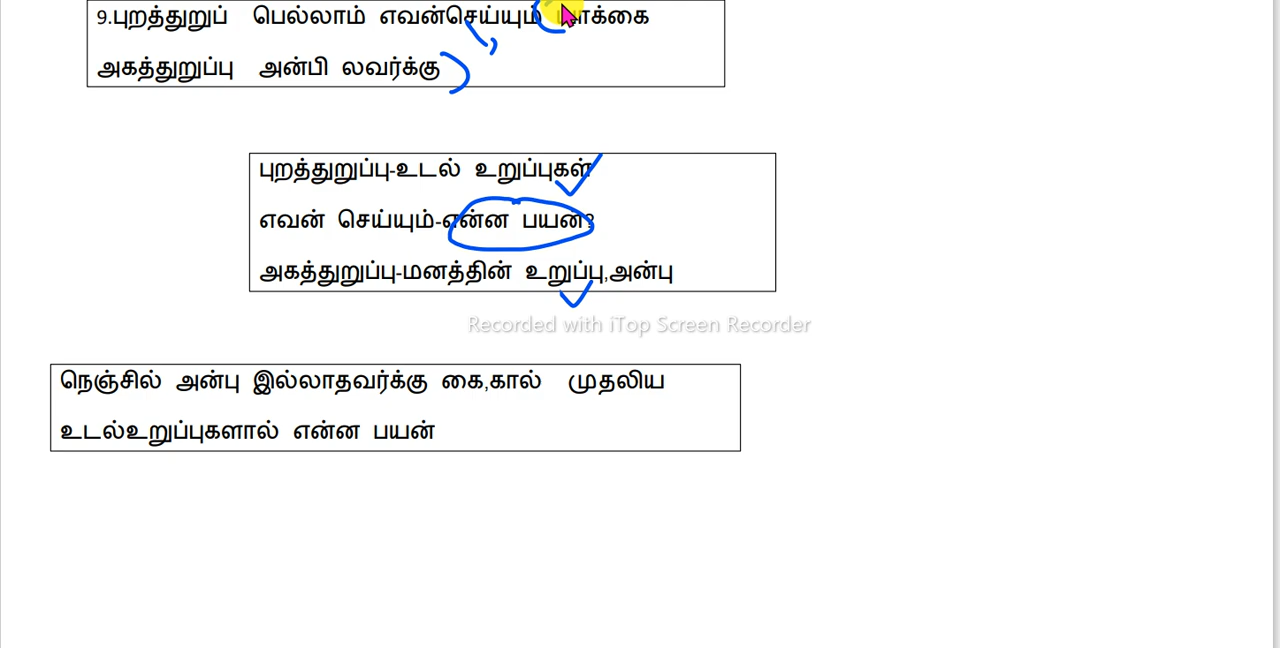 9.புறத்துறுப் பெல்லாம் எவன்செய்யும் யாக்கை
அகத்துறுப்பு அன்பி லவர்க்கு
புறத்துறுப்பு-உடல் உறுப்புகள்
எவன் செய்யும்-என்ன பயன்?
அகத்துறுப்பு-மனத்தின் உறுப்பு,அன்பு
Recorded with iTop Screen Recorder
நெஞ்சில் அன்பு இல்லாதவர்க்கு கை,கால் முதலிய
உடல்உறுப்புகளால் என்ன பயன்